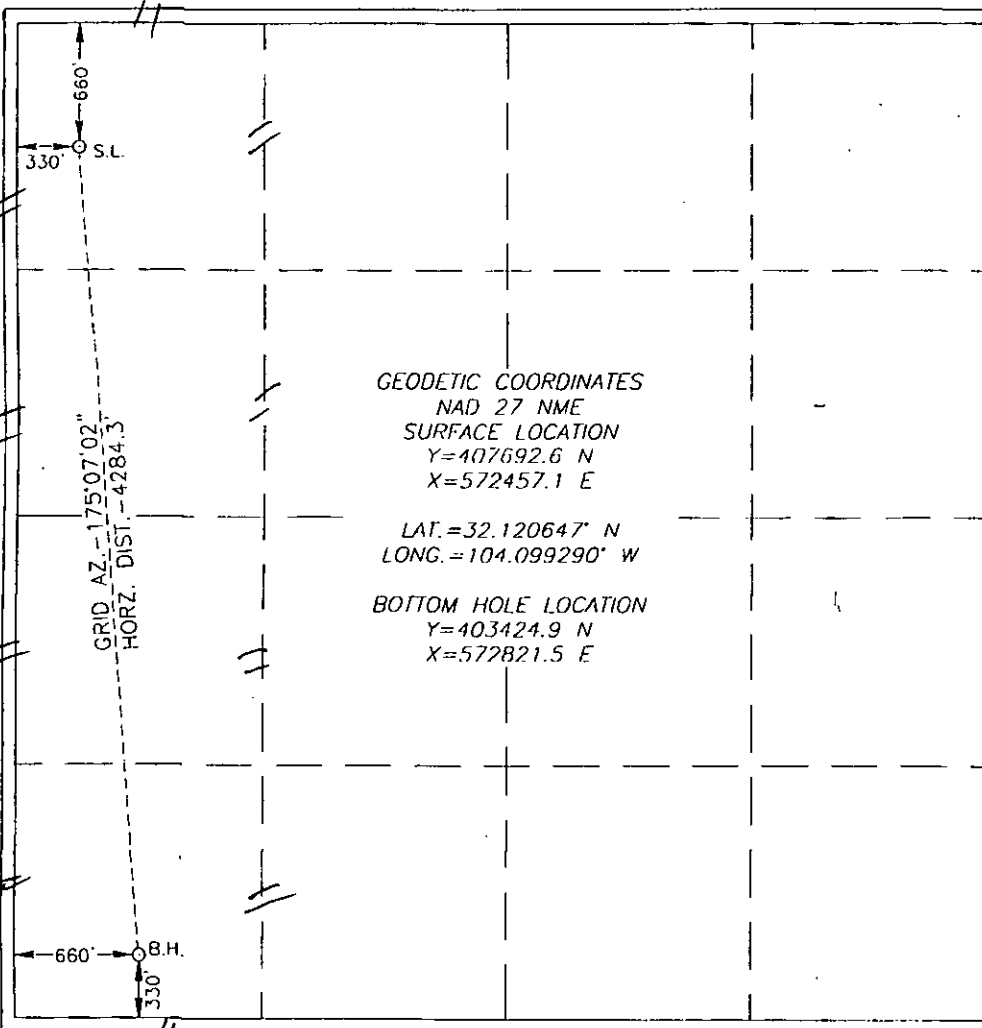 660'
330'
S.L.
GRID AZ.-175°07'02"
HORZ. DIST.-4284.3'
GEODETIC COORDINATES
NAD 27 NME
SURFACE LOCATION
Y=407692.6 N
X=572457.1 E
LAT.=32.120647° N
LONG.=104.099290° W
BOTTOM HOLE LOCATION
Y=403424.9 N
X=572821.5 E
660'
B.H.
330'